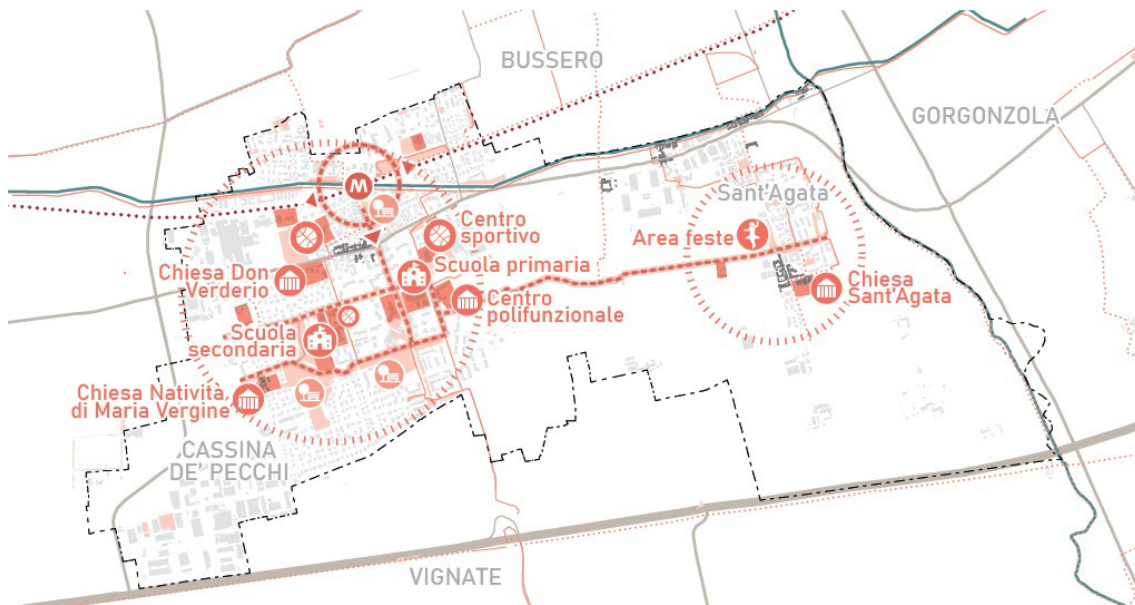 BUSSERO
GORGONZOLA
M
Sant'Agata
Centro
sportivo
Area feste
Chiesa Don
Verderio
Scuola primaria
Centro
polifunzionale
Chiesa
Sant'Agata
Scuola
secondaria
Chiesa Natività
di Maria Vergine
CASSINA
DE' PECCHI
VIGNATE